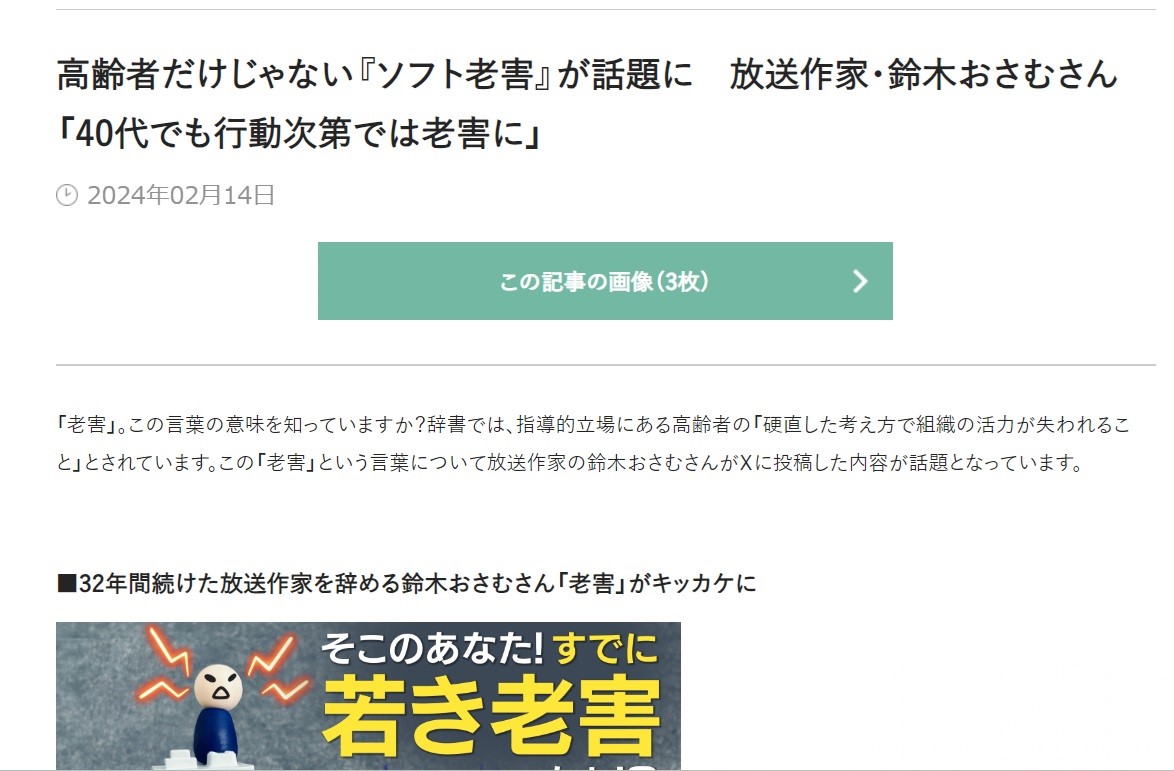 高齢者だけじゃない『ソフト老害』が話題に　放送作家・鈴木おさむさん
「40代でも行動次第では老害に」
2024年02月14日
この記事の画像（3枚）
「老害」。この言葉の意味を知っていますか？辞書では、指導的立場にある高齢者の「硬直した考え方で組織の活力が失われるこ
と」とされています。この「老害」という言葉について放送作家の鈴木おさむさんがXに投稿した内容が話題となっています。
■32年間続けた放送作家を辞める鈴木おさむさん「老害」がキッカケに
そこのあなた！すでに
若き老害